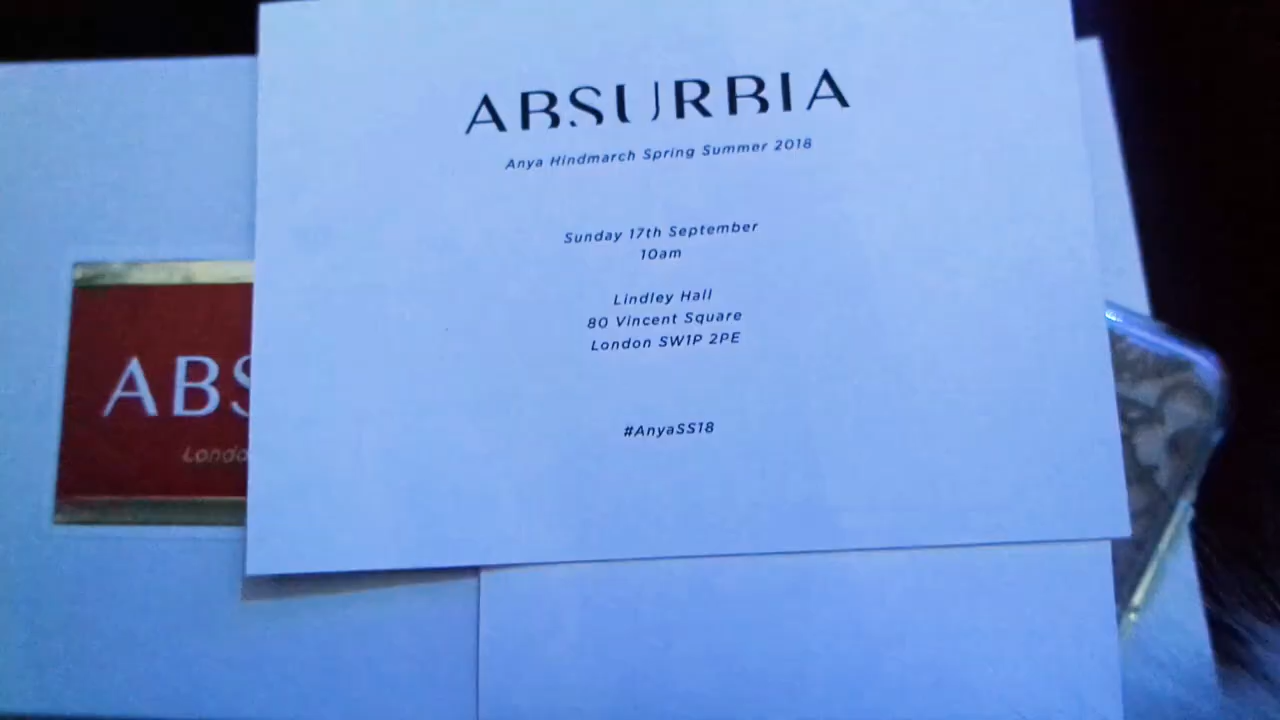 ABSURBIA
Anya Hindmarch Spring Summer 2018
Sunday 17th September
10am
Lindley Hall
80 Vincent Square
London SW1P 2PE
#AnyaSS18
ABS
Londo